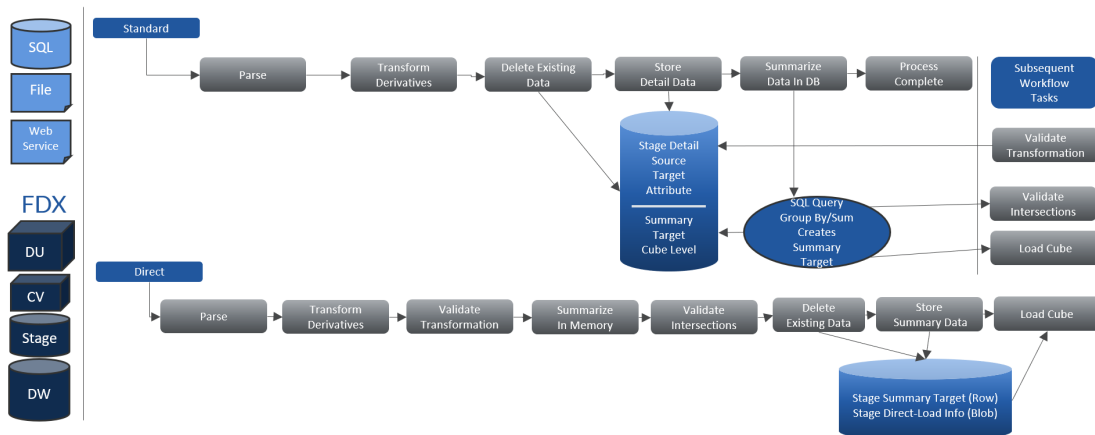 SQL
File
Web
Service
FDX
DU
CV
Stage
DW
Standard
Parse
Transform
Derivatives
Delete Existing
Data
Store
Detail Data
Summarize
Data In DB
Process
Complete
Subsequent
Workflow
Tasks
Stage Detail
Source
Target
Attribute
Summary
Target
Cube Level
SQL Query
Group By/Sum
Creates
Summary
Target
Validate
Transformation
Validate
Intersections
Load Cube
Direct
Parse
Transform
Derivatives
Validate
Transformation
Summarize
In Memory
Validate
Intersections
Delete
Existing Data
Store
Summary Data
Load Cube
Stage Summary Target (Row)
Stage Direct-Load Info (Blob)